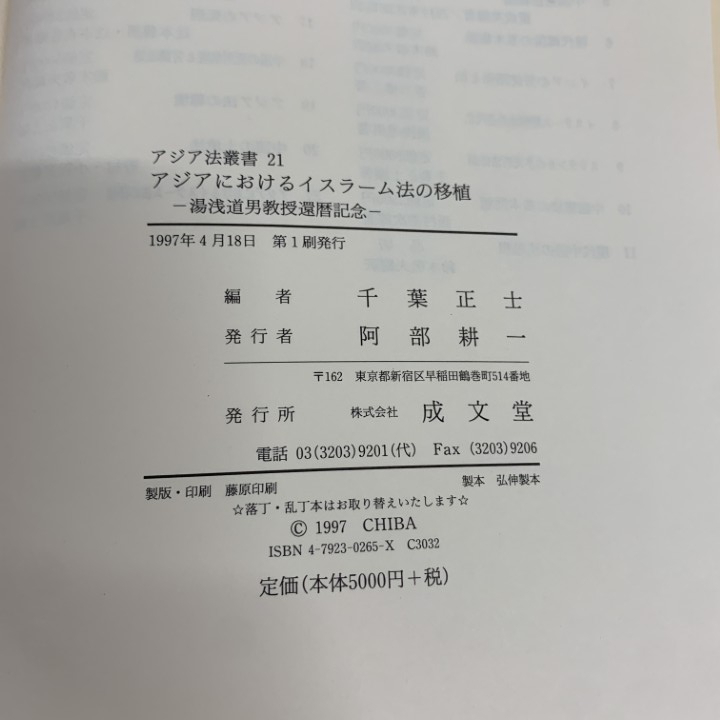 アジア法叢書 21
アジアにおけるイスラーム法の移植
－湯浅道男教授還暦記念－
1997年4月18日　第1刷発行
編　者　千葉正士
発行者　阿部耕一
〒162　東京都新宿区早稲田鶴巻町514番地
発行所　株式会社　成文堂
電話 03(3203)9201(代)　Fax (3203)9206
製版・印刷　藤原印刷　製本　弘伸製本
☆落丁・乱丁本はお取り替えいたします☆
© 1997　CHIBA
ISBN 4-7923-0265-X　C3032
定価(本体5000円＋税)